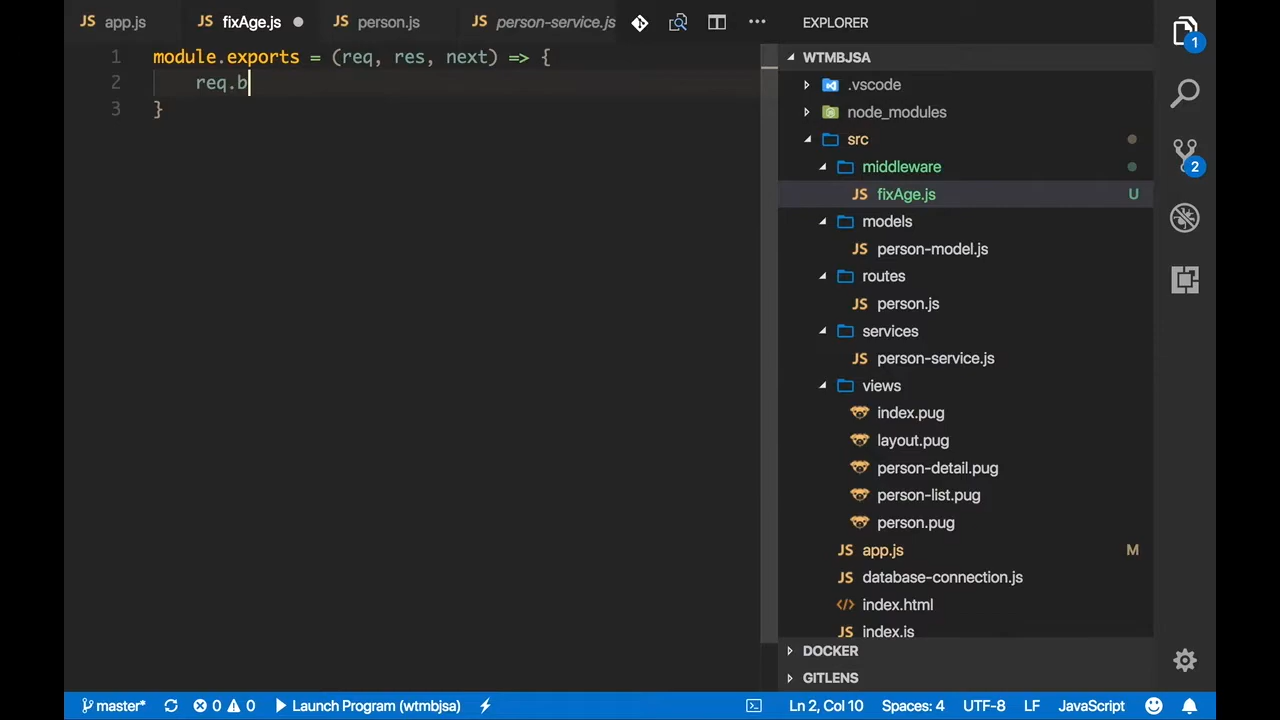 JS app.js JS fixAge.js JS person.js JS person-service.js
1 module.exports = (req, res, next) => {
2 req.b
3 }
EXPLORER
WTMBJSA
.vscode
node_modules
src
middleware
JS fixAge.js U
models
JS person-model.js
routes
JS person.js
services
JS person-service.js
views
index.pug
layout.pug
person-detail.pug
person-list.pug
person.pug
JS app.js M
JS database-connection.js
</> index.html
JS index.js
DOCKER
GITLENS
1
2
master* 0 0 Launch Program (wtmbjsa) Ln 2, Col 10 Spaces: 4 UTF-8 LF JavaScript